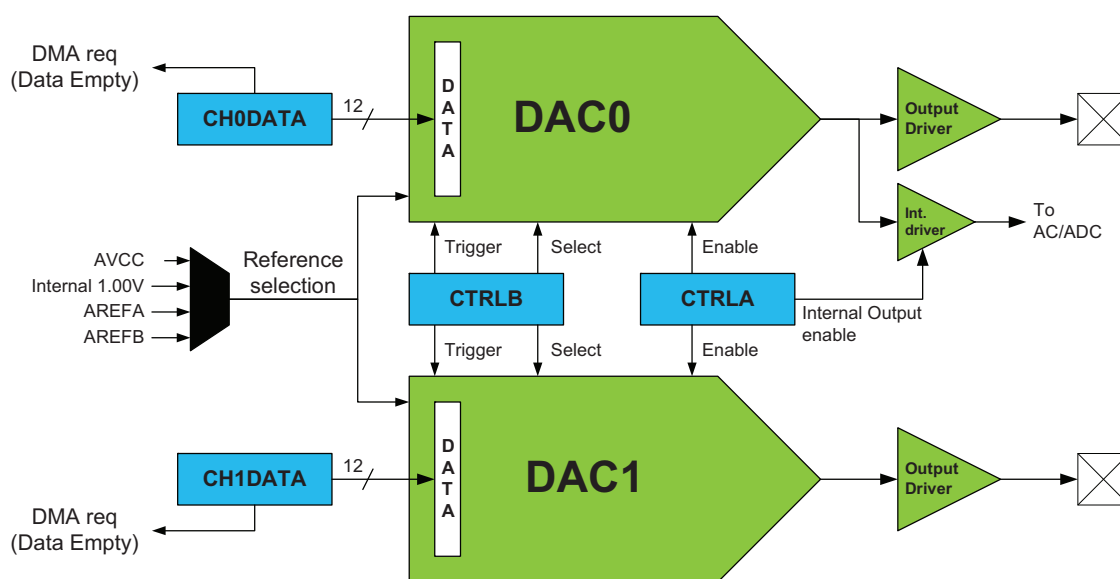 DMA req
(Data Empty)
CH0DATA
12
DATA
DAC0
Output
Driver
Int.
driver
To
AC/ADC
Trigger
Select
Enable
AVCC
Internal 1.00V
AREFA
AREFB
Reference
selection
CTRLB
CTRLA
Internal Output
enable
Trigger
Select
Enable
CH1DATA
12
DATA
DAC1
Output
Driver
DMA req
(Data Empty)